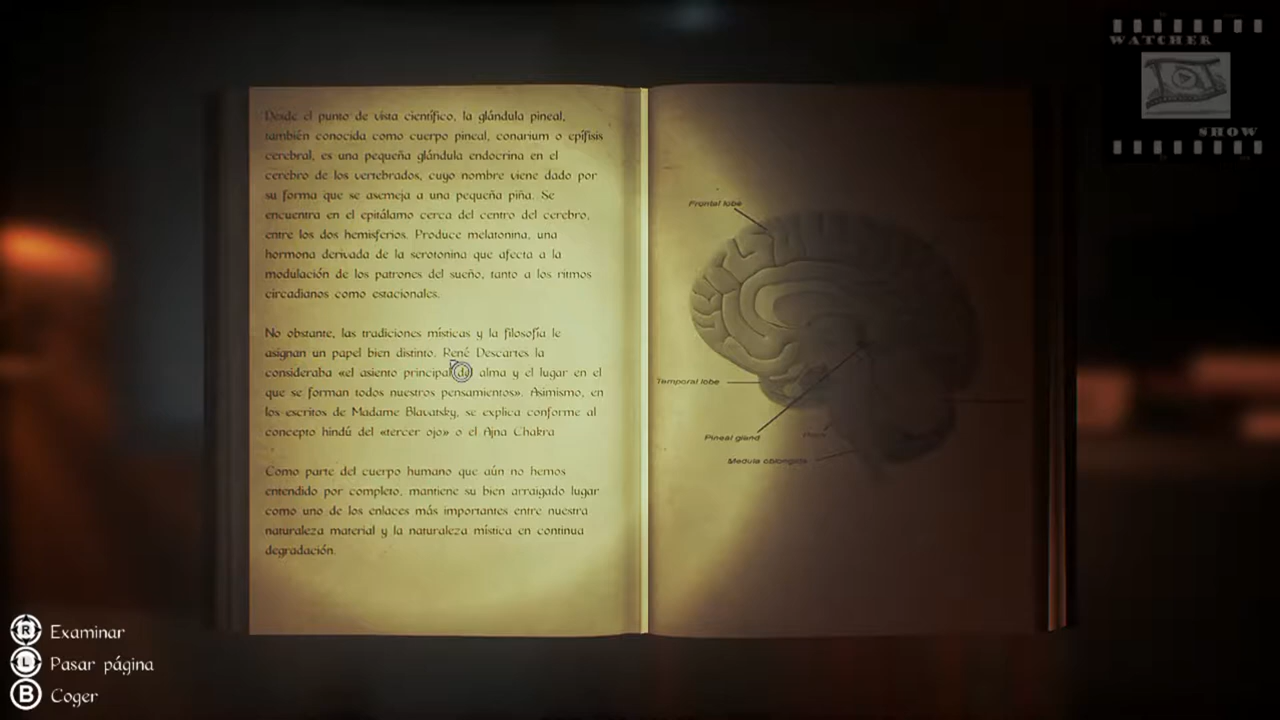 WATCHER
SHOW
Desde el punto de vista científico, la glándula pineal,
también conocida como cuerpo pineal, conarium o epífisis
cerebral, es una pequeña glándula endocrina en el
cerebro de los vertebrados, cuyo nombre viene dado por
su forma que se asemeja a una pequeña piña. Se
encuentra en el epitálamo cerca del centro del cerebro,
entre los dos hemisferios. Produce melatonina, una
hormona derivada de la serotonina que afecta a la
modulación de los patrones del sueño, tanto a los ritmos
circadianos como estacionales.
No obstante, las tradiciones místicas y la filosofía le
asignan un papel bien distinto. René Descartes la
consideraba «el asiento principal alma y el lugar en el
que se forman todos nuestros pensamientos». Asimismo, en
los escritos de Madame Blavatsky, se explica conforme al
concepto hindú del «tercer ojo» o el Ajna Chakra
Como parte del cuerpo humano que aún no hemos
entendido por completo, mantiene su bien arraigado lugar
como uno de los enlaces más importantes entre nuestra
naturaleza material y la naturaleza mística en continua
degradación.
Frontal lobe
Temporal lobe
Pineal gland
Pons
Medula oblongata
R Examinar
L Pasar página
B Coger